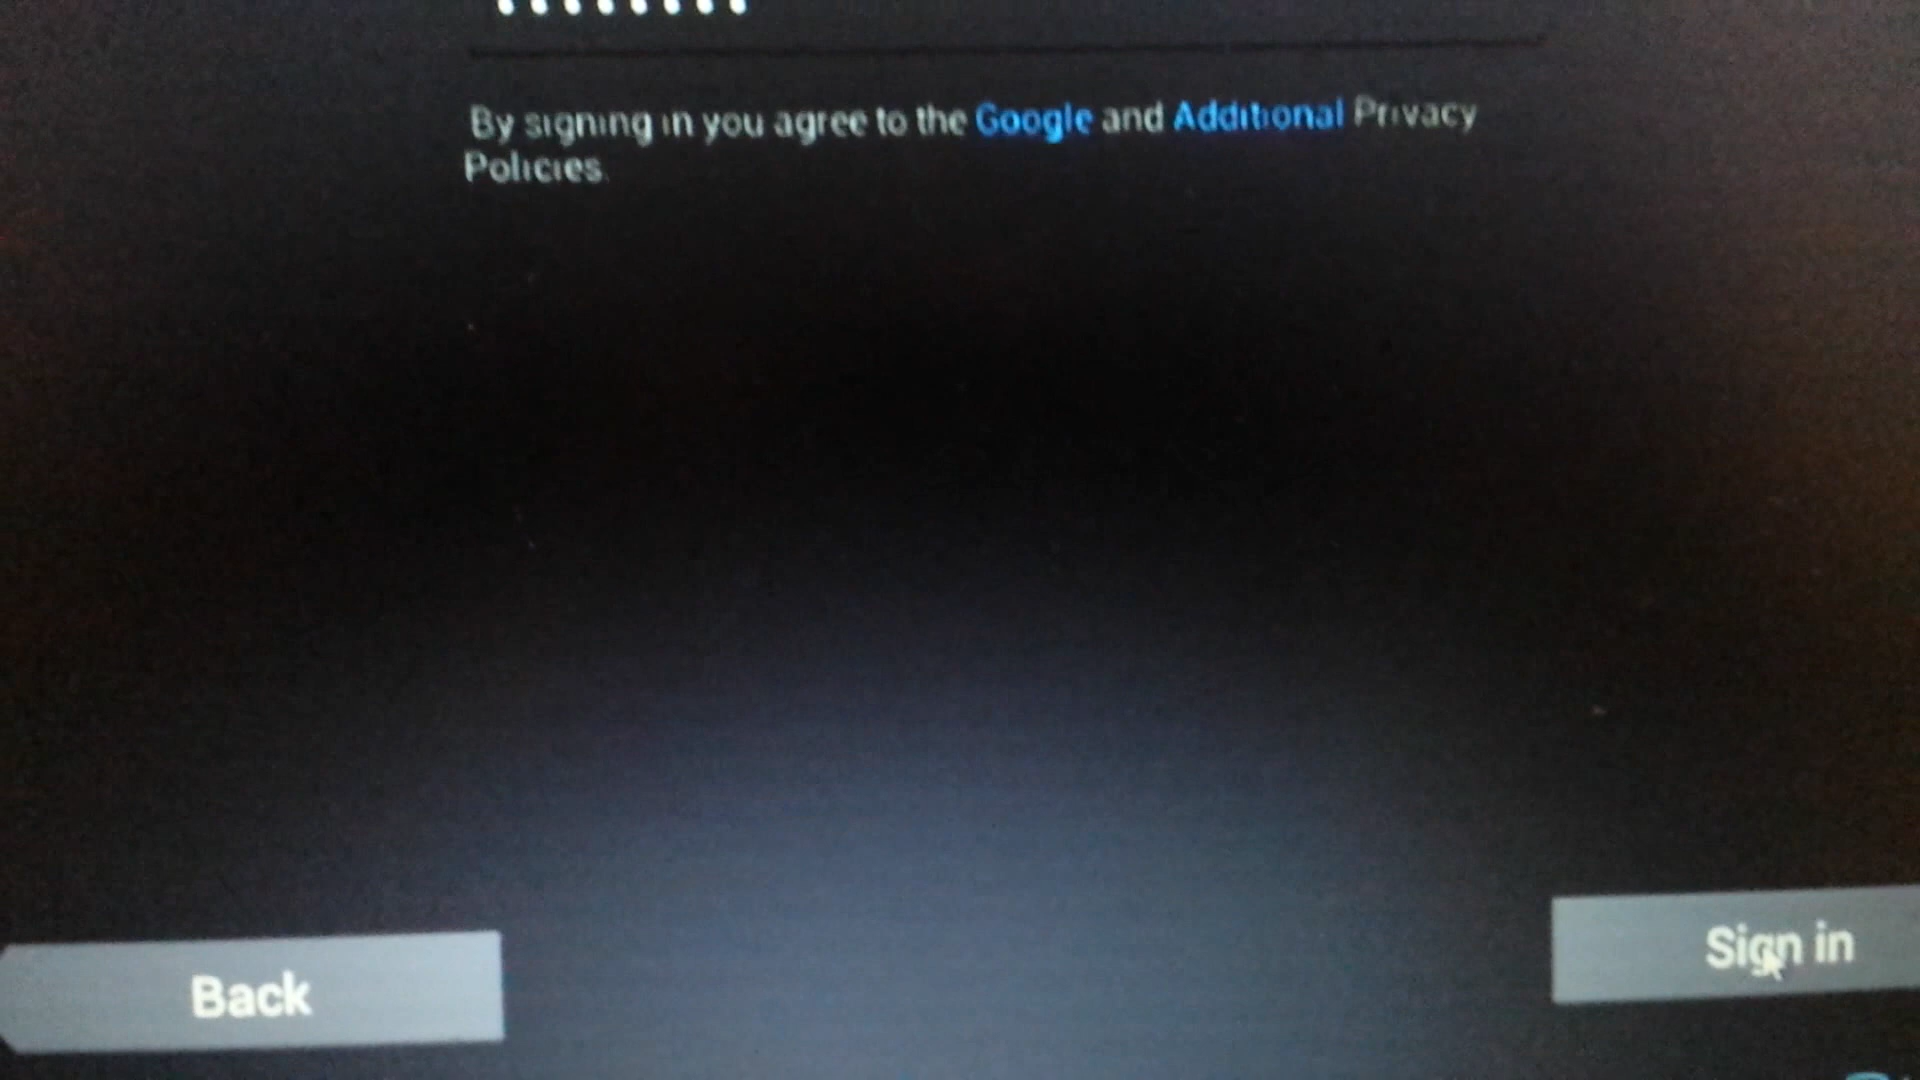 By signing in you agree to the Google and Additional Privacy
Policies.
Back
Sign in